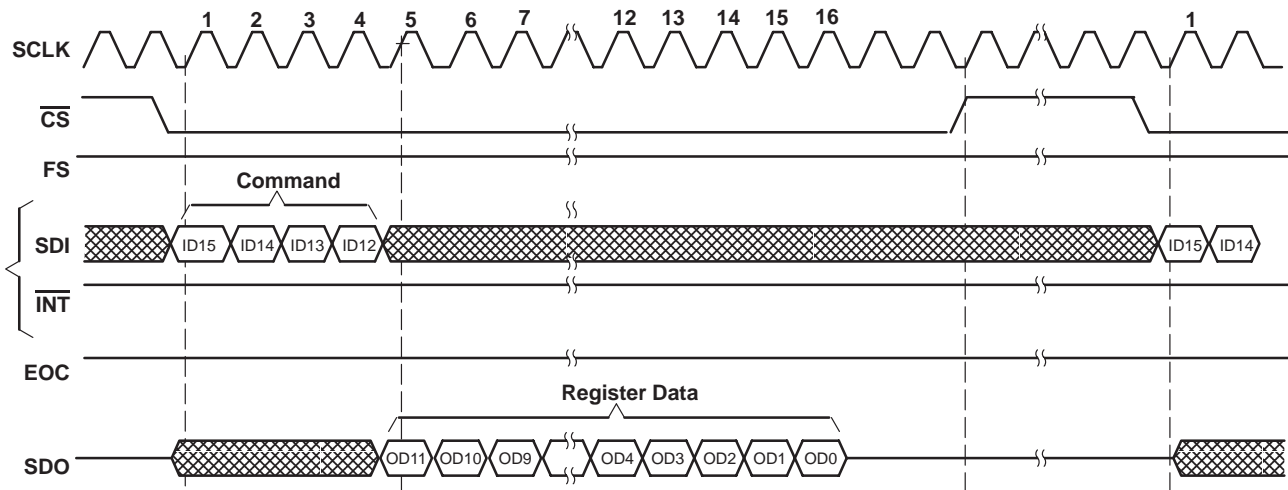 1 2 3 4 5 6 7 12 13 14 15 16 1
SCLK
CS
FS
Command
SDI ID15 ID14 ID13 ID12 ID15 ID14
INT
EOC
Register Data
SDO OD11 OD10 OD9 OD4 OD3 OD2 OD1 OD0